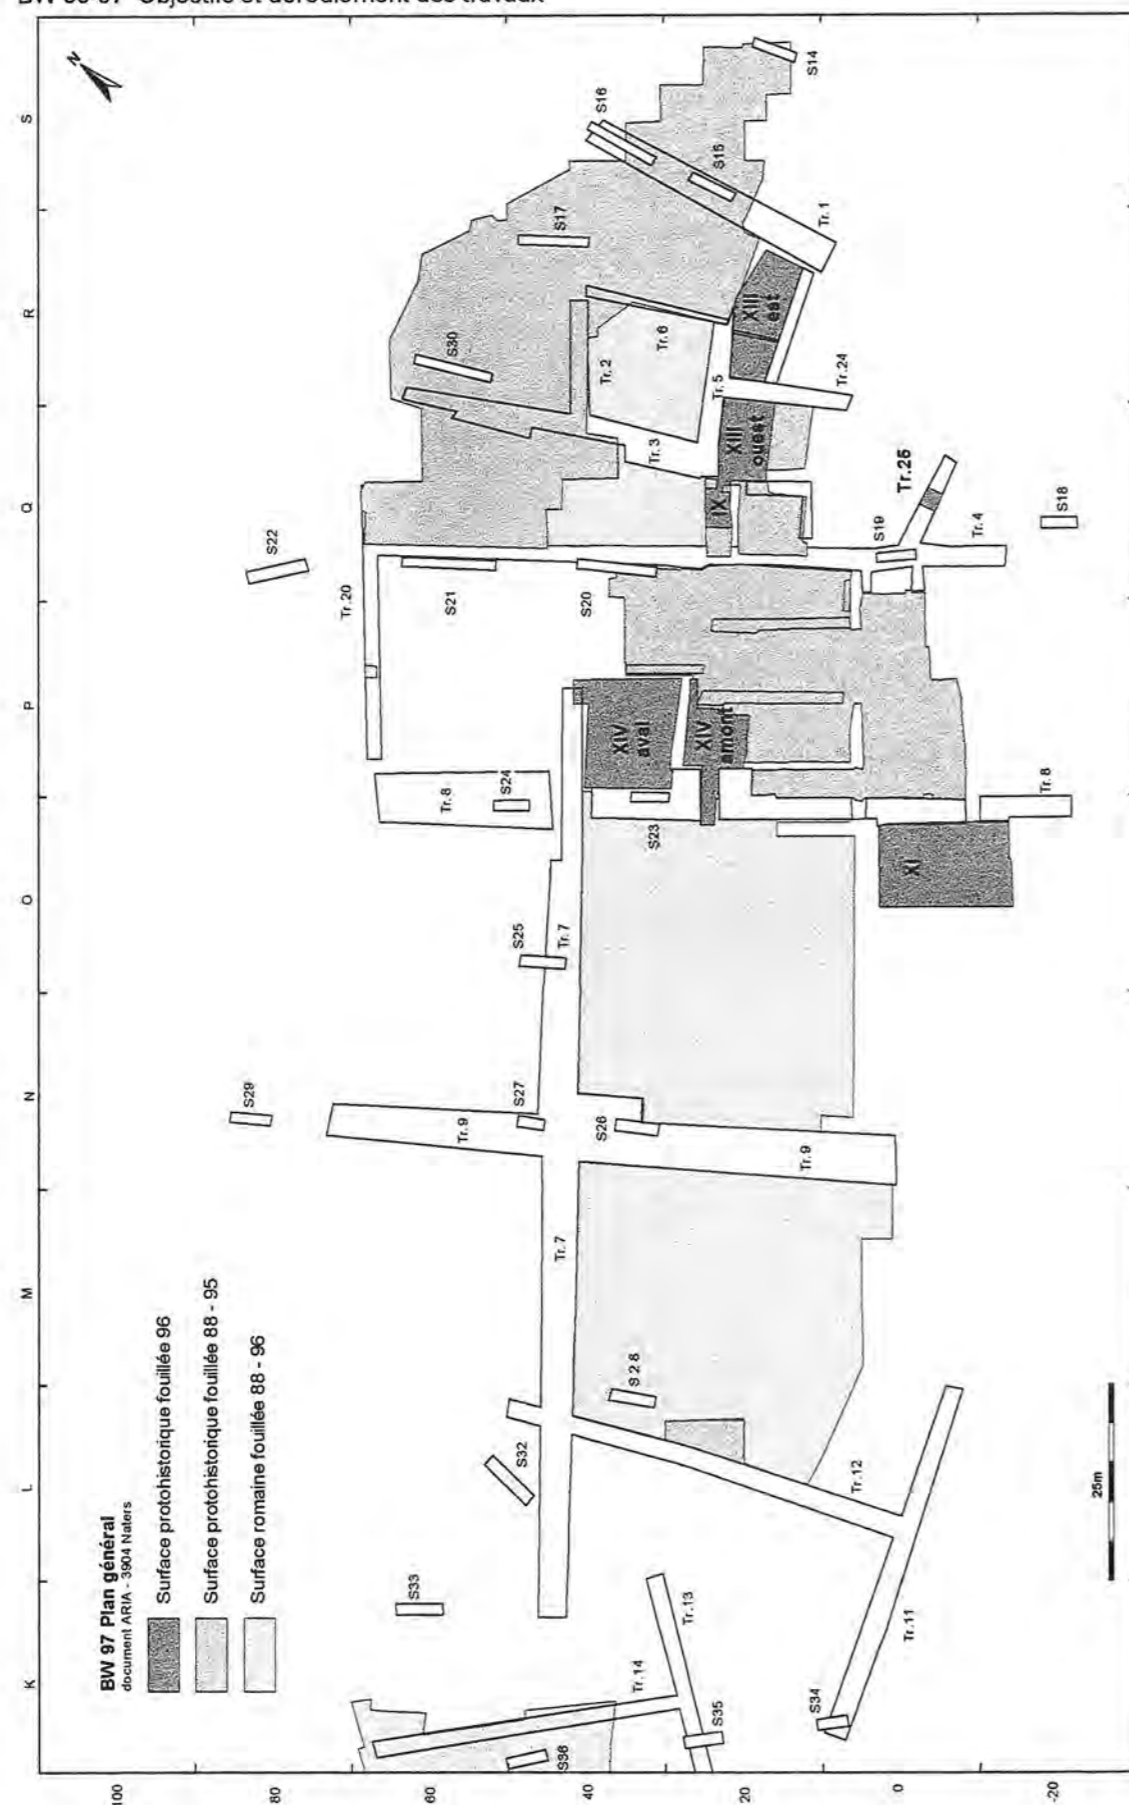 BW 96-97 Objectifs et déroulement des travaux
N
S
R
Q
P
O
N
M
L
K
S14
S16
S15
Tr.1
S17
XIII
est
S30
Tr.6
Tr.2
Tr.5
Tr.24
XIII
ouest
Tr.3
IX
Tr.25
S18
S19
Tr.4
S22
S21
S20
Tr.20
XIV
aval
XIV
amont
S24
Tr.8
S23
Tr.8
XI
S25
Tr.7
S29
S27
Tr.9
S26
Tr.9
Tr.7
S28
S32
Tr.12
25m
S33
Tr.13
Tr.11
Tr.14
S34
S35
S36
BW 97 Plan général
document ARIA - 3904 Naters
Surface protohistorique fouillée 96
Surface protohistorique fouillée 88 - 95
Surface romaine fouillée 88 - 96
100
60
40
20
0
-20